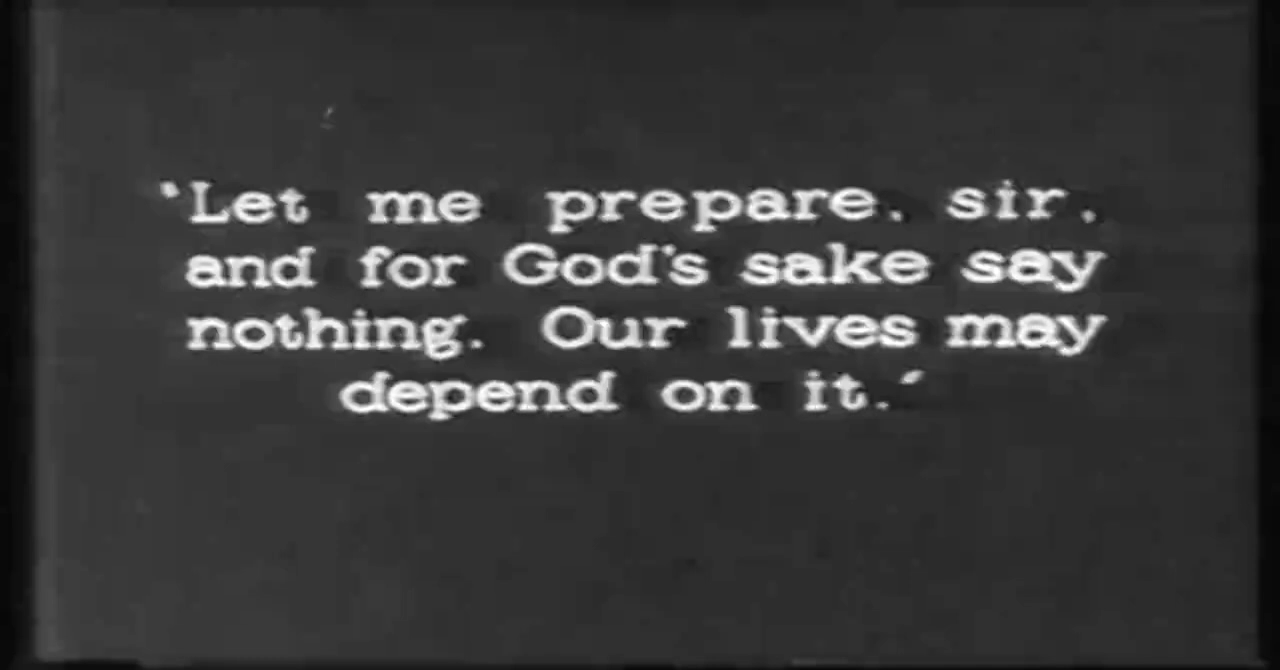 ‘Let me prepare, sir,
and for God's sake say
nothing. Our lives may
depend on it.‘